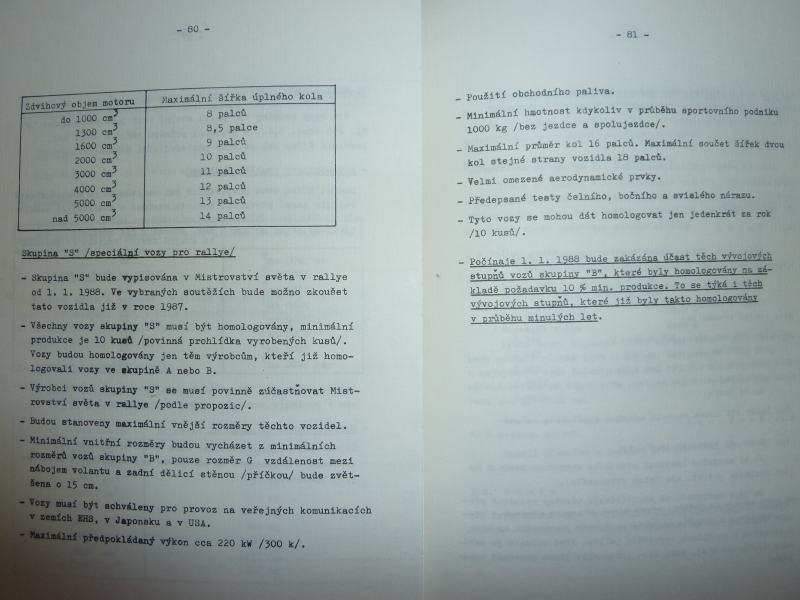 - 80 -
Zdvihový objem motoru Maximální šířka úplného kola
do 1000 cm3 8 palců
1300 cm3 8,5 palce
1600 cm3 9 palců
2000 cm3 10 palců
3000 cm3 11 palců
4000 cm3 12 palců
5000 cm3 13 palců
nad 5000 cm3 14 palců
Skupina "S" /speciální vozy pro rallye/
- Skupina "S" bude vypisována v Mistrovství světa v rallye
od 1. 1. 1988. Ve vybraných soutěžích bude možno zkoušet
tato vozidla již v roce 1987.
- Všechny vozy skupiny "S" musí být homologovány, minimální
produkce je 10 kusů /povinná prohlídka vyrobených kusů/.
Vozy budou homologovány jen těm výrobcům, kteří již homo-
logovali vozy ve skupině A nebo B.
- Výrobci vozů skupiny "S" se musí povinně zúčastňovat Mist-
rovství světa v rallye /podle propozic/.
- Budou stanoveny maximální vnější rozměry těchto vozidel.
- Minimální vnitřní rozměry budou vycházet z minimálních
rozměrů vozů skupiny "B", pouze rozměr G vzdálenost mezi
nábojem volantu a zadní dělicí stěnou /příčkou/ bude zvět-
šena o 15 cm.
- Vozy musí být schváleny pro provoz na veřejných komunikacích
v zemích EHS, v Japonsku a v USA.
- Maximální předpokládaný výkon cca 220 kW /300 k/.
- 81 -
- Použití obchodního paliva.
- Minimální hmotnost kdykoliv v průběhu sportovního podniku
1000 kg /bez jezdce a spolujezdce/.
- Maximální průměr kol 16 palců. Maximální součet šířek dvou
kol stejné strany vozidla 18 palců.
- Velmi omezené aerodynamické prvky.
- Předepsané testy čelního, bočního a svislého nárazu.
- Tyto vozy se mohou dát homologovat jen jedenkrát za rok
/10 kusů/.
- Počínaje 1. 1. 1988 bude zakázána účast těch vývojových
stupňů vozů skupiny "B", které byly homologovány na zá-
kladě požadavku 10 % min. produkce. To se týká i těch
vývojových stupňů, které již byly takto homologovány
v průběhu minulých let.